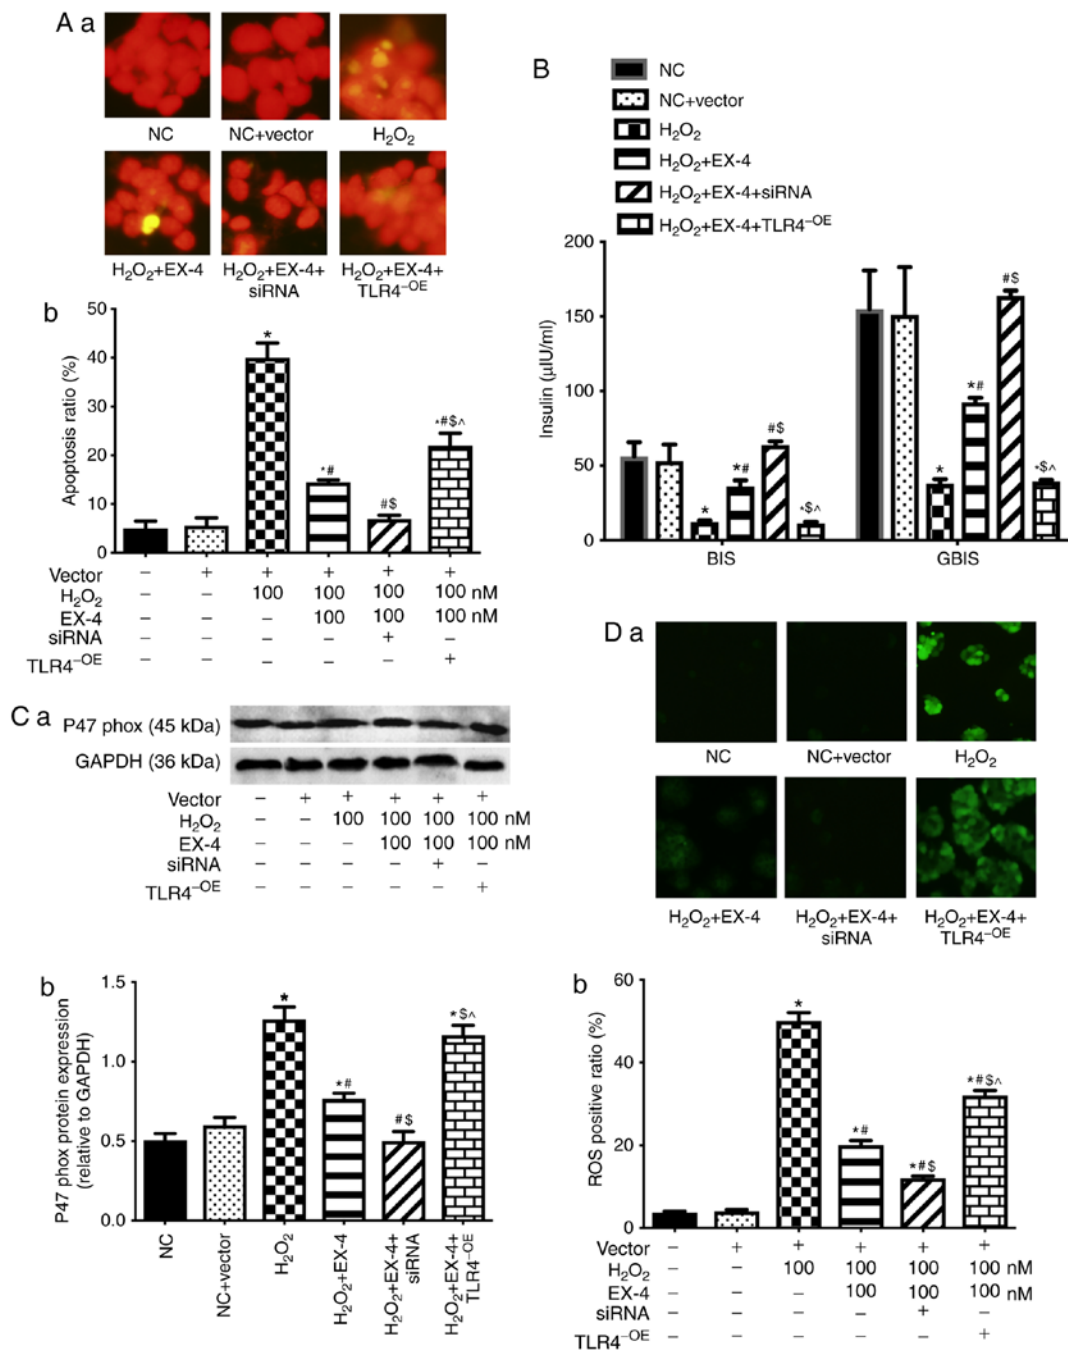 A a
NC
NC+vector
H₂O₂
H₂O₂+EX-4
H₂O₂+EX-4+
siRNA
H₂O₂+EX-4+
TLR4⁻ᴼᴱ
b
50
40
30
20
10
0
Apoptosis ratio (%)
*
*#
#$
*#$^
Vector – + + + + +
H₂O₂ – – 100 100 100 100 nM
EX-4 – – – 100 100 100 nM
siRNA – – – – + –
TLR4⁻ᴼᴱ – – – – – +
B
NC
NC+vector
H₂O₂
H₂O₂+EX-4
H₂O₂+EX-4+siRNA
H₂O₂+EX-4+TLR4⁻ᴼᴱ
200
150
100
50
0
Insulin (µIU/ml)
*
*#
#$
*$^
*
*#
#$
*$^
BIS
GBIS
C a
P47 phox (45 kDa)
GAPDH (36 kDa)
Vector – + + + + +
H₂O₂ – – 100 100 100 100 nM
EX-4 – – – 100 100 100 nM
siRNA – – – – + –
TLR4⁻ᴼᴱ – – – – – +
b
1.5
1.0
0.5
0.0
P47 phox protein expression
(relative to GAPDH)
*
*#
#$
*$^
NC
NC+vector
H₂O₂
H₂O₂+EX-4
H₂O₂+EX-4+
siRNA
H₂O₂+EX-4+
TLR4⁻ᴼᴱ
D a
NC
NC+vector
H₂O₂
H₂O₂+EX-4
H₂O₂+EX-4+
siRNA
H₂O₂+EX-4+
TLR4⁻ᴼᴱ
b
60
40
20
0
ROS positive ratio (%)
*
*#
*#$
*#$^
Vector – + + + + +
H₂O₂ – – 100 100 100 100 nM
EX-4 – – – 100 100 100 nM
siRNA – – – – + –
TLR4⁻ᴼᴱ – – – – – +